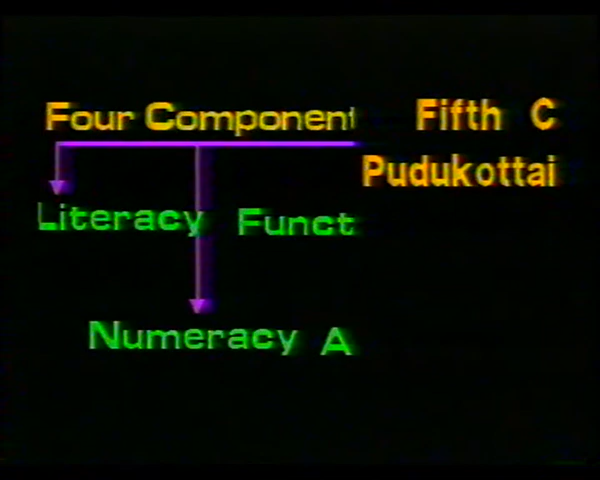 Four Component
Fifth C
Pudukottai
Literacy Funct
Numeracy A